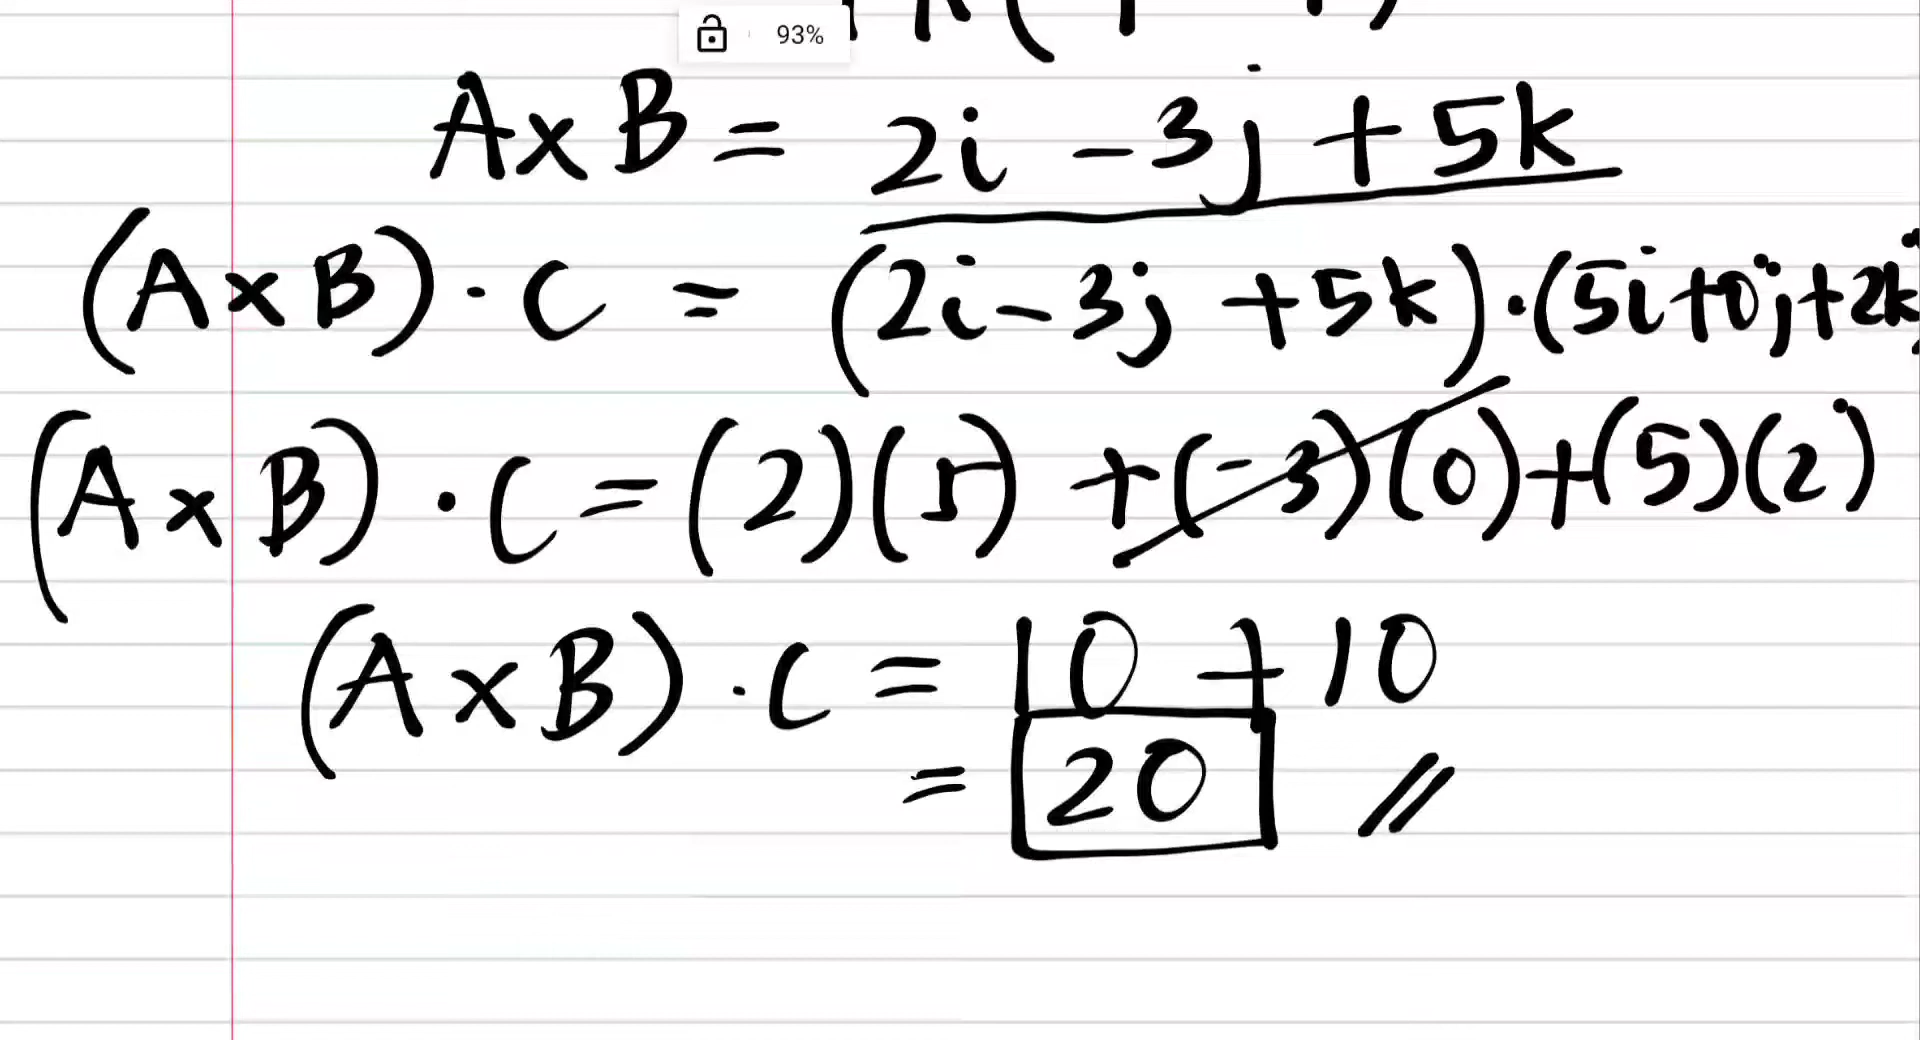 93%
A x B = 2i - 3j + 5k
(A x B) · C = (2i - 3j + 5k) · (5i + 0j + 2k)
(A x B) · C = (2)(5) + (-3)(0) + (5)(2)
(A x B) · C = 10 + 10
= 20 //